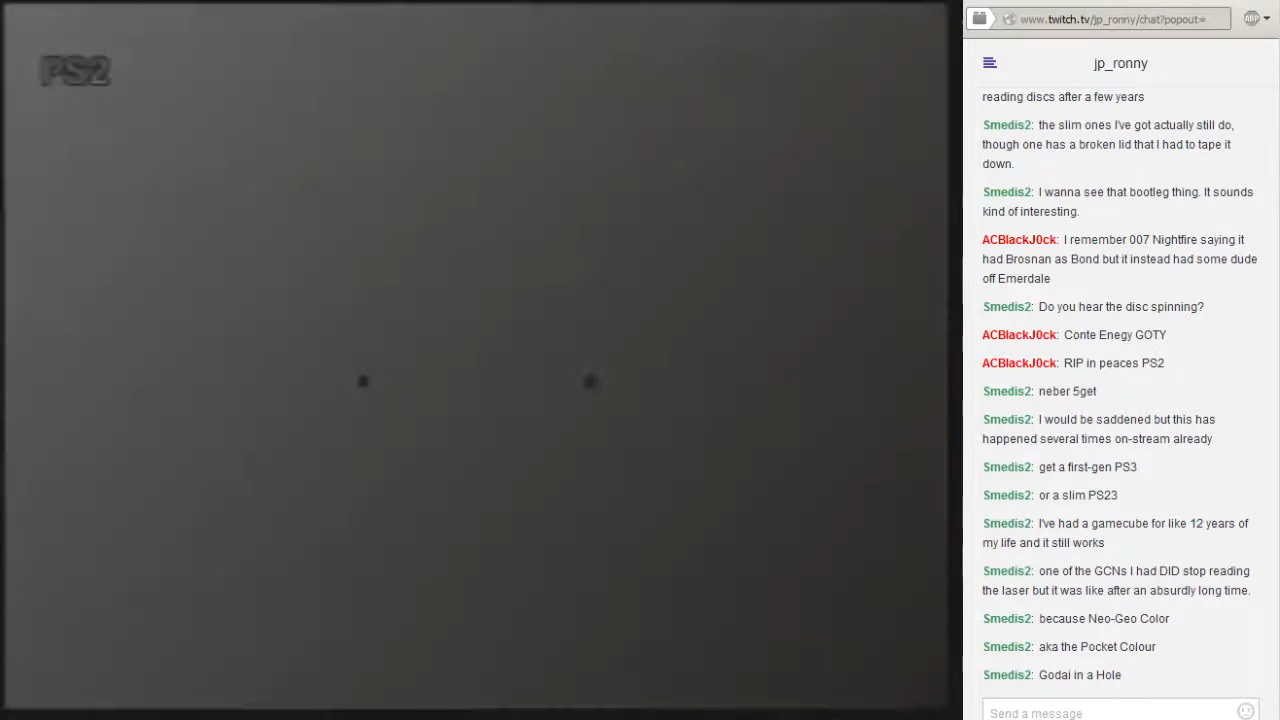 PS2
www.twitch.tv/jp_ronny/chat?popout=
ABP
jp_ronny
reading discs after a few years
Smedis2: the slim ones I've got actually still do,
though one has a broken lid that I had to tape it
down.
Smedis2: I wanna see that bootleg thing. It sounds
kind of interesting.
ACBlackJ0ck: I remember 007 Nightfire saying it
had Brosnan as Bond but it instead had some dude
off Emerdale
Smedis2: Do you hear the disc spinning?
ACBlackJ0ck: Conte Enegy GOTY
ACBlackJ0ck: RIP in peaces PS2
Smedis2: neber 5get
Smedis2: I would be saddened but this has
happened several times on-stream already
Smedis2: get a first-gen PS3
Smedis2: or a slim PS23
Smedis2: I've had a gamecube for like 12 years of
my life and it still works
Smedis2: one of the GCNs I had DID stop reading
the laser but it was like after an absurdly long time.
Smedis2: because Neo-Geo Color
Smedis2: aka the Pocket Colour
Smedis2: Godai in a Hole
Send a message